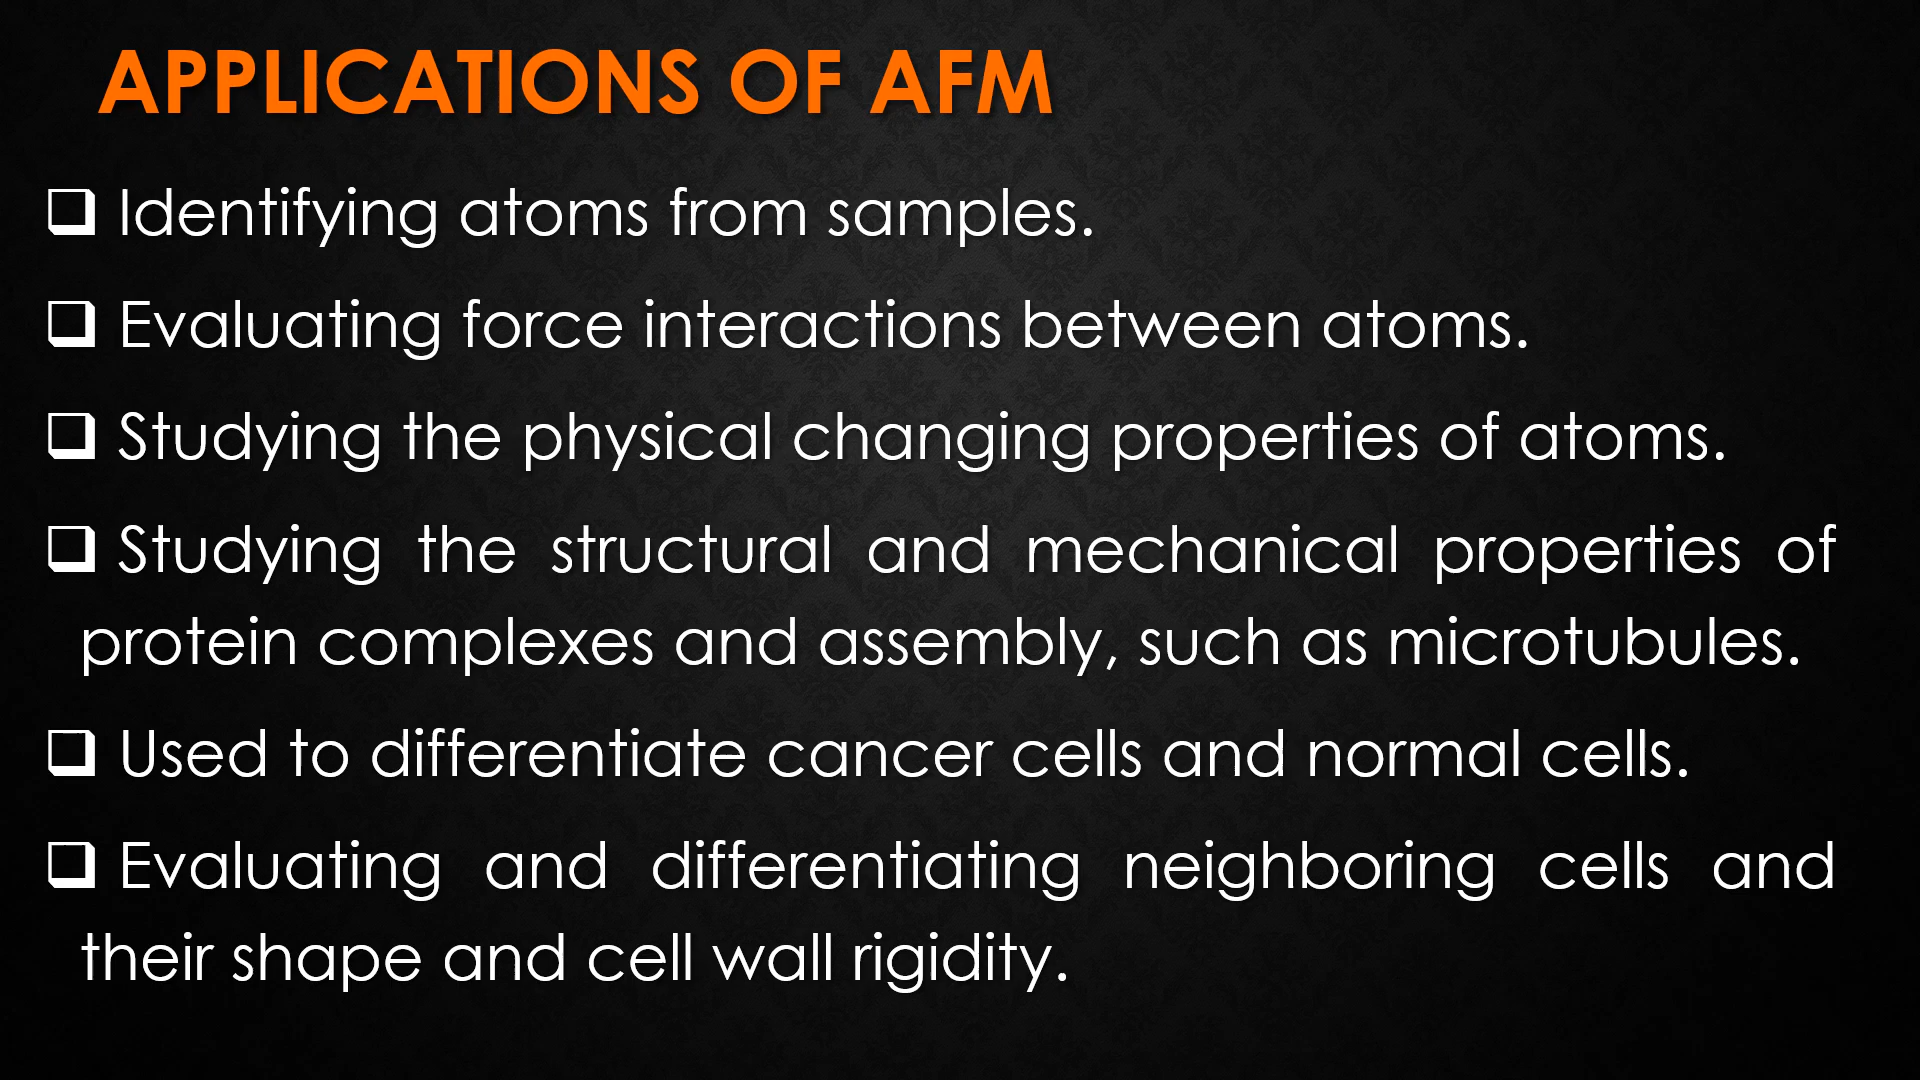 APPLICATIONS OF AFM
❑ Identifying atoms from samples.
❑ Evaluating force interactions between atoms.
❑ Studying the physical changing properties of atoms.
❑ Studying the structural and mechanical properties of
protein complexes and assembly, such as microtubules.
❑ Used to differentiate cancer cells and normal cells.
❑ Evaluating and differentiating neighboring cells and
their shape and cell wall rigidity.